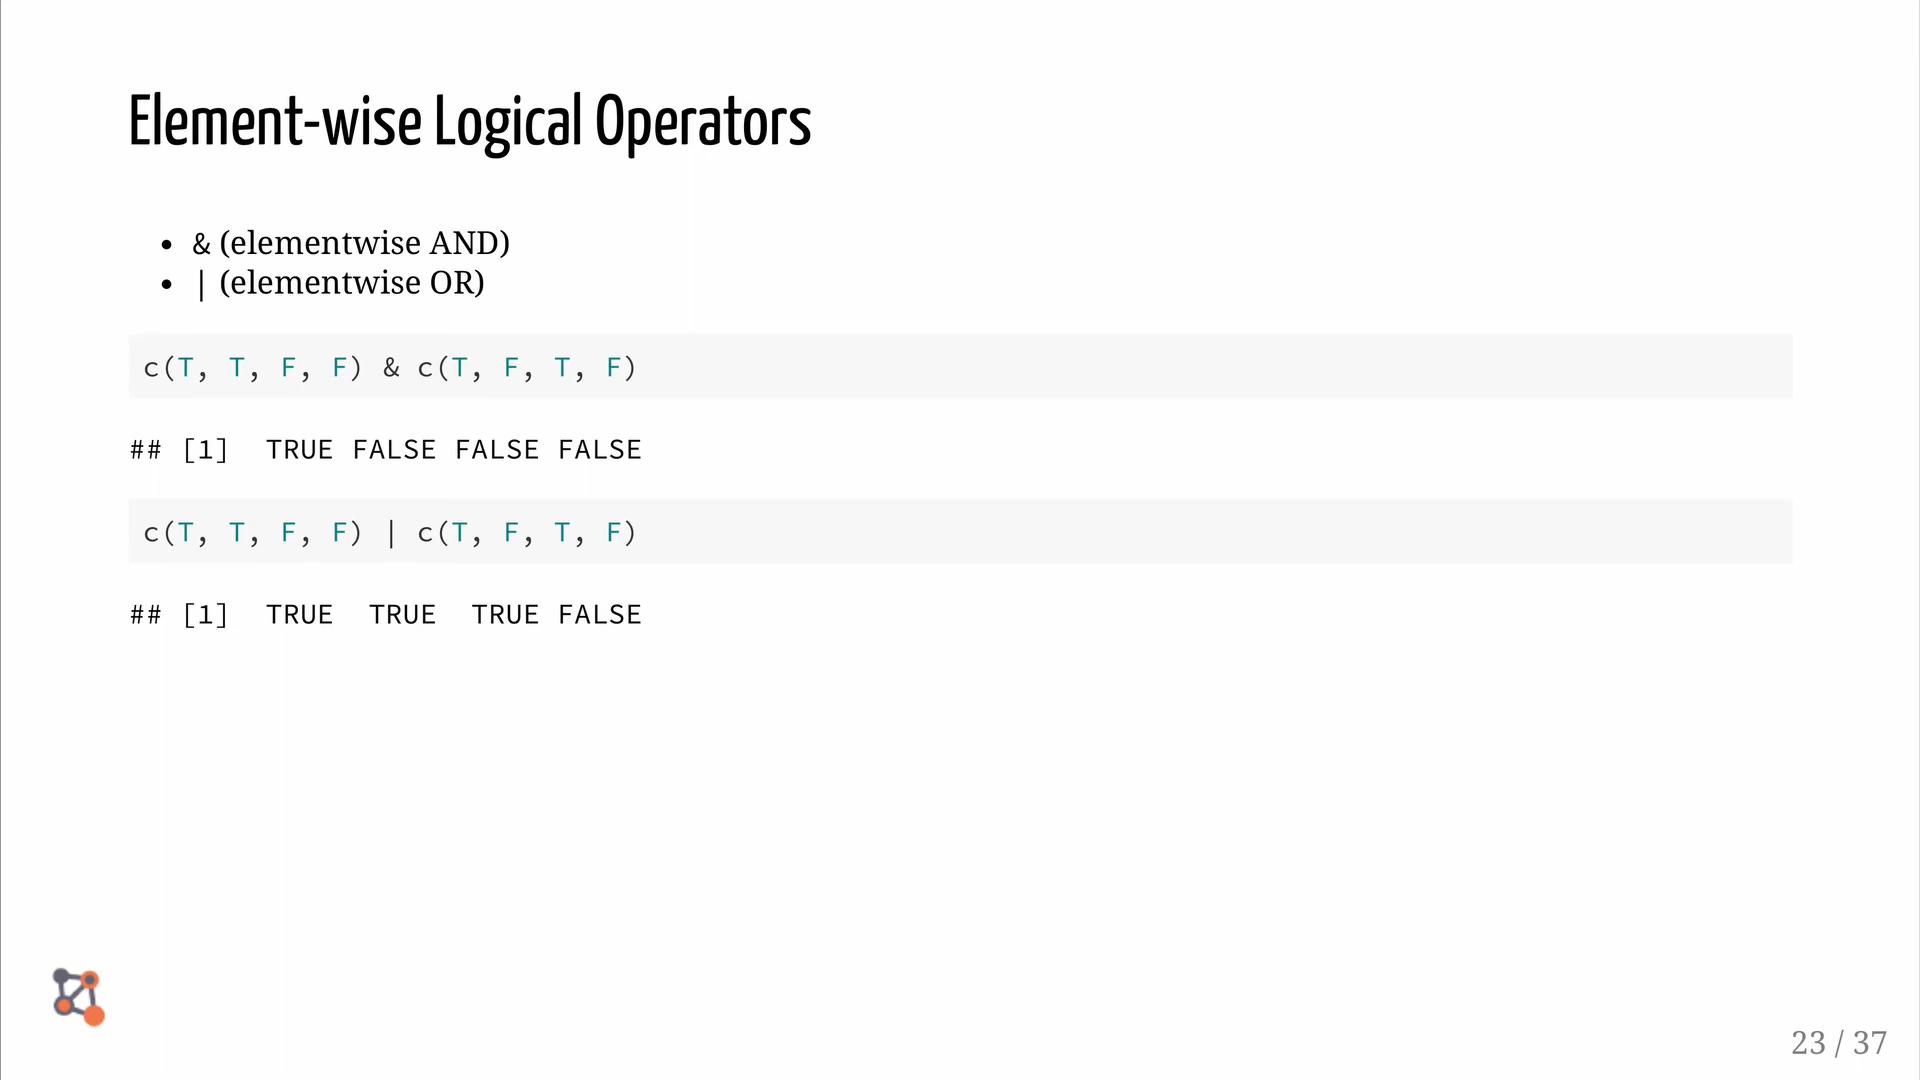 Element-wise Logical Operators
• & (elementwise AND)
• | (elementwise OR)
c(T, T, F, F) & c(T, F, T, F)
## [1]  TRUE FALSE FALSE FALSE
c(T, T, F, F) | c(T, F, T, F)
## [1]  TRUE  TRUE  TRUE FALSE
23 / 37